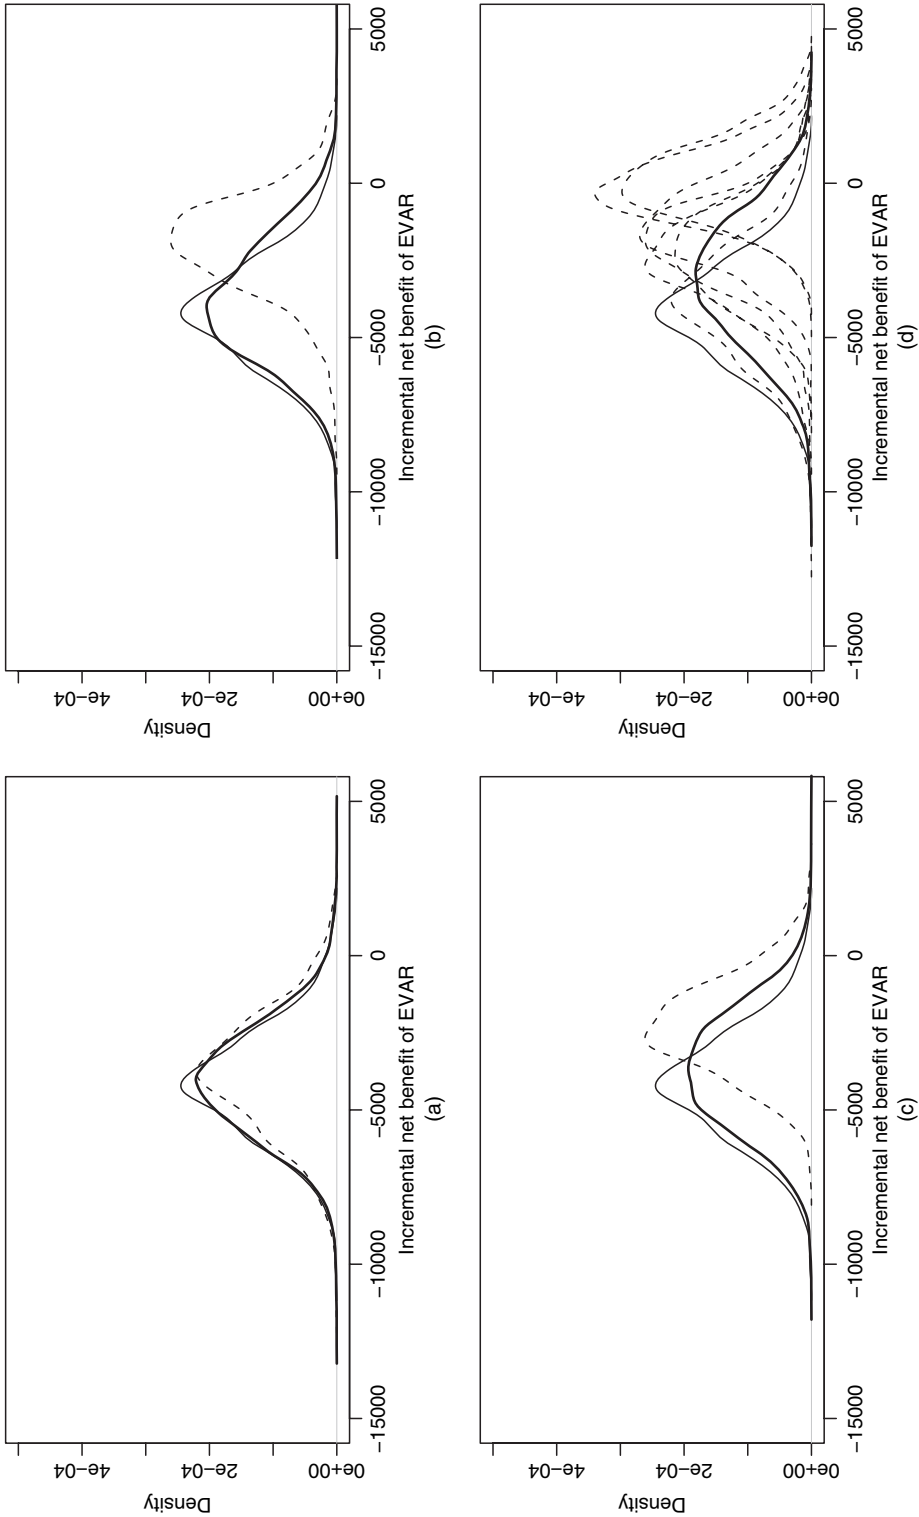 Density
4e−04
2e−04
0e+00
−15000
−10000
−5000
0
5000
Incremental net benefit of EVAR
(a)
Density
4e−04
2e−04
0e+00
−15000
−10000
−5000
0
5000
Incremental net benefit of EVAR
(b)
Density
4e−04
2e−04
0e+00
−15000
−10000
−5000
0
5000
Incremental net benefit of EVAR
(c)
Density
4e−04
2e−04
0e+00
−15000
−10000
−5000
0
5000
Incremental net benefit of EVAR
(d)